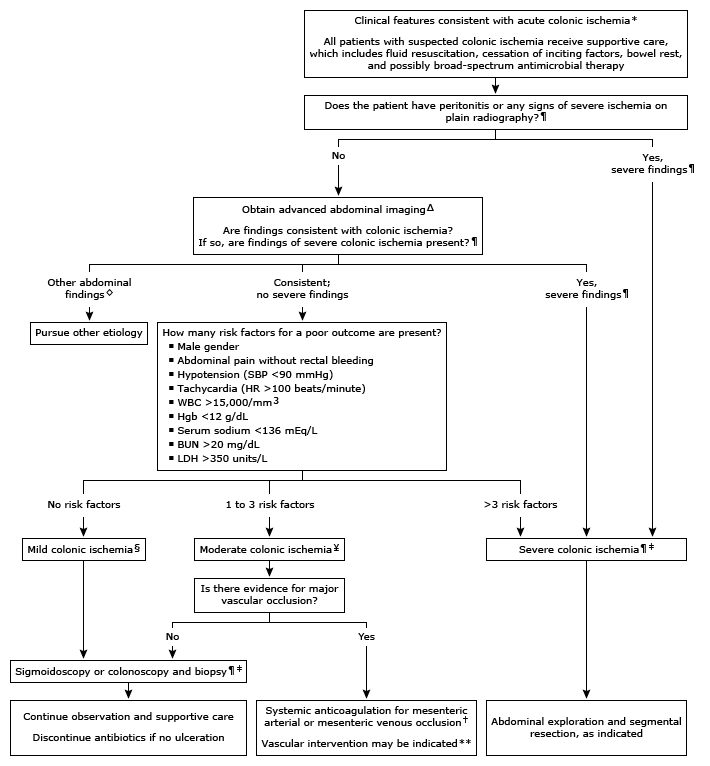 Clinical features consistent with acute colonic ischemia*
All patients with suspected colonic ischemia receive supportive care,
which includes fluid resuscitation, cessation of inciting factors, bowel rest,
and possibly broad-spectrum antimicrobial therapy
Does the patient have peritonitis or any signs of severe ischemia on
plain radiography?¶
No
Yes,
severe findings¶
Obtain advanced abdominal imagingΔ
Are findings consistent with colonic ischemia?
If so, are findings of severe colonic ischemia present?¶
Other abdominal
findings◇
Consistent;
no severe findings
Yes,
severe findings¶
Pursue other etiology
How many risk factors for a poor outcome are present?
▪ Male gender
▪ Abdominal pain without rectal bleeding
▪ Hypotension (SBP <90 mmHg)
▪ Tachycardia (HR >100 beats/minute)
▪ WBC >15,000/mm3
▪ Hgb <12 g/dL
▪ Serum sodium <136 mEq/L
▪ BUN >20 mg/dL
▪ LDH >350 units/L
No risk factors
1 to 3 risk factors
>3 risk factors
Mild colonic ischemia§
Moderate colonic ischemia¥
Severe colonic ischemia¶‡
Is there evidence for major
vascular occlusion?
No
Yes
Sigmoidoscopy or colonoscopy and biopsy¶‡
Continue observation and supportive care
Discontinue antibiotics if no ulceration
Systemic anticoagulation for mesenteric
arterial or mesenteric venous occlusion†
Vascular intervention may be indicated**
Abdominal exploration and segmental
resection, as indicated